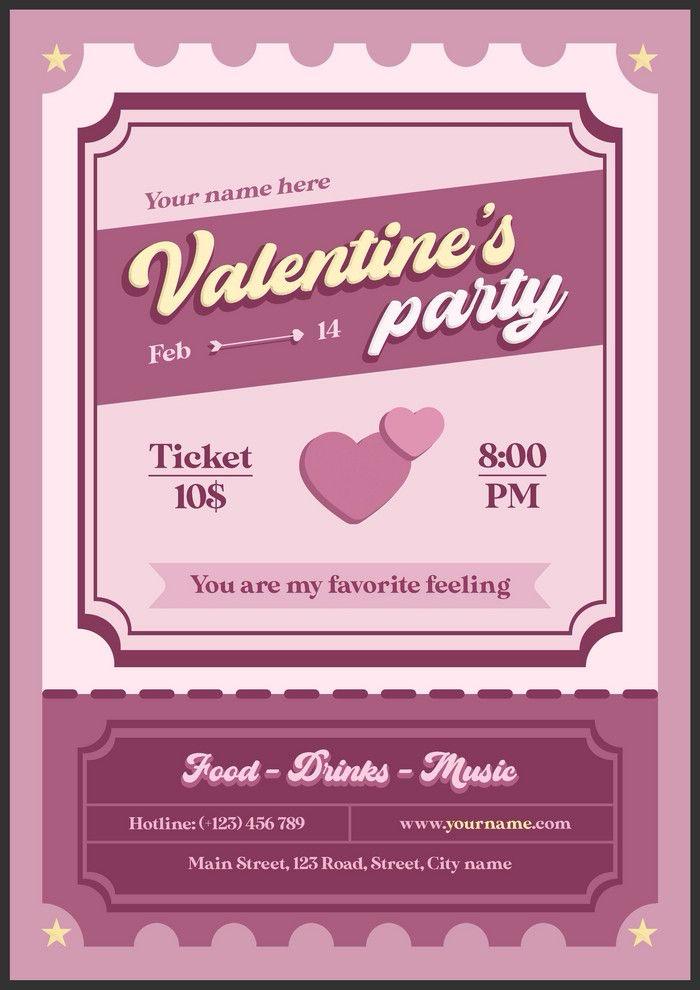 Your name here
Valentine's
party
Feb 14
Ticket
10$
8:00
PM
You are my favorite feeling
Food - Drinks - Music
Hotline: (+123) 456 789
www.yourname.com
Main Street, 123 Road, Street, City name